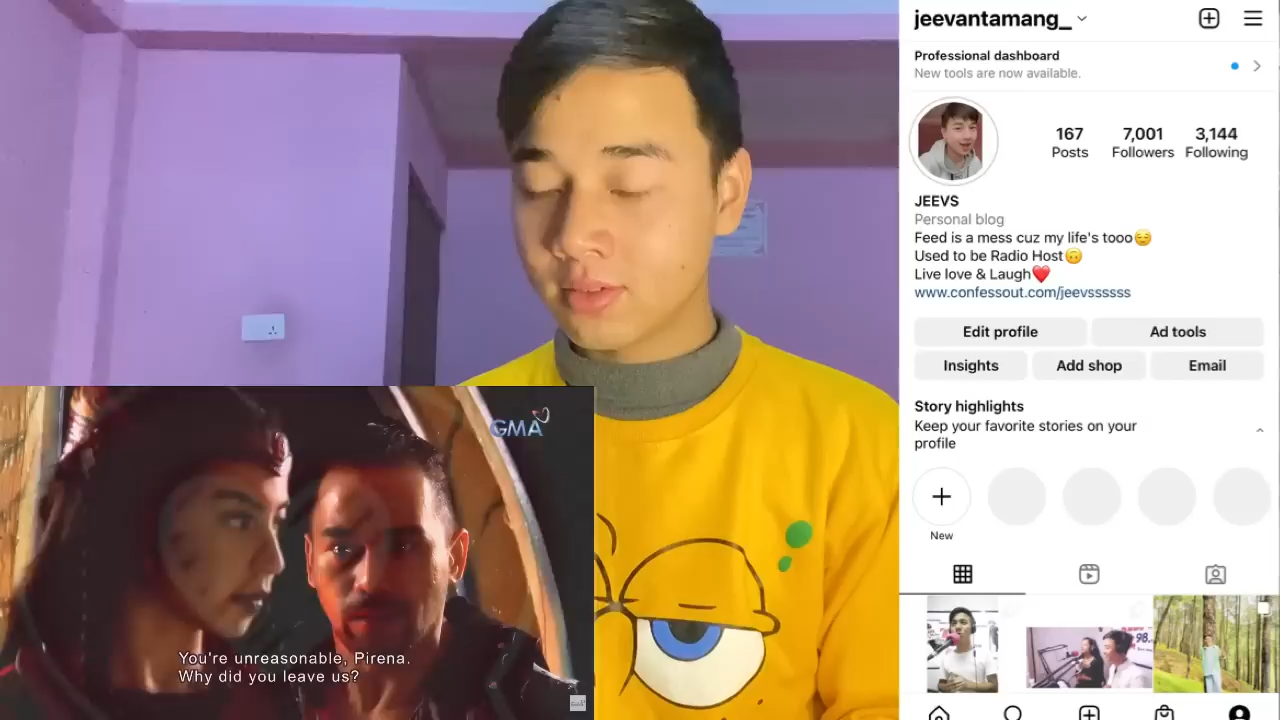 jeevantamang_
Professional dashboard
New tools are now available.
167
Posts
7,001
Followers
3,144
Following
JEEVS
Personal blog
Feed is a mess cuz my life's tooo😌
Used to be Radio Host🙃
Live love & Laugh❤️
www.confessout.com/jeevssssss
Edit profile
Ad tools
Insights
Add shop
Email
Story highlights
Keep your favorite stories on your
profile
New
98.
GMA
You're unreasonable, Pirena.
Why did you leave us?